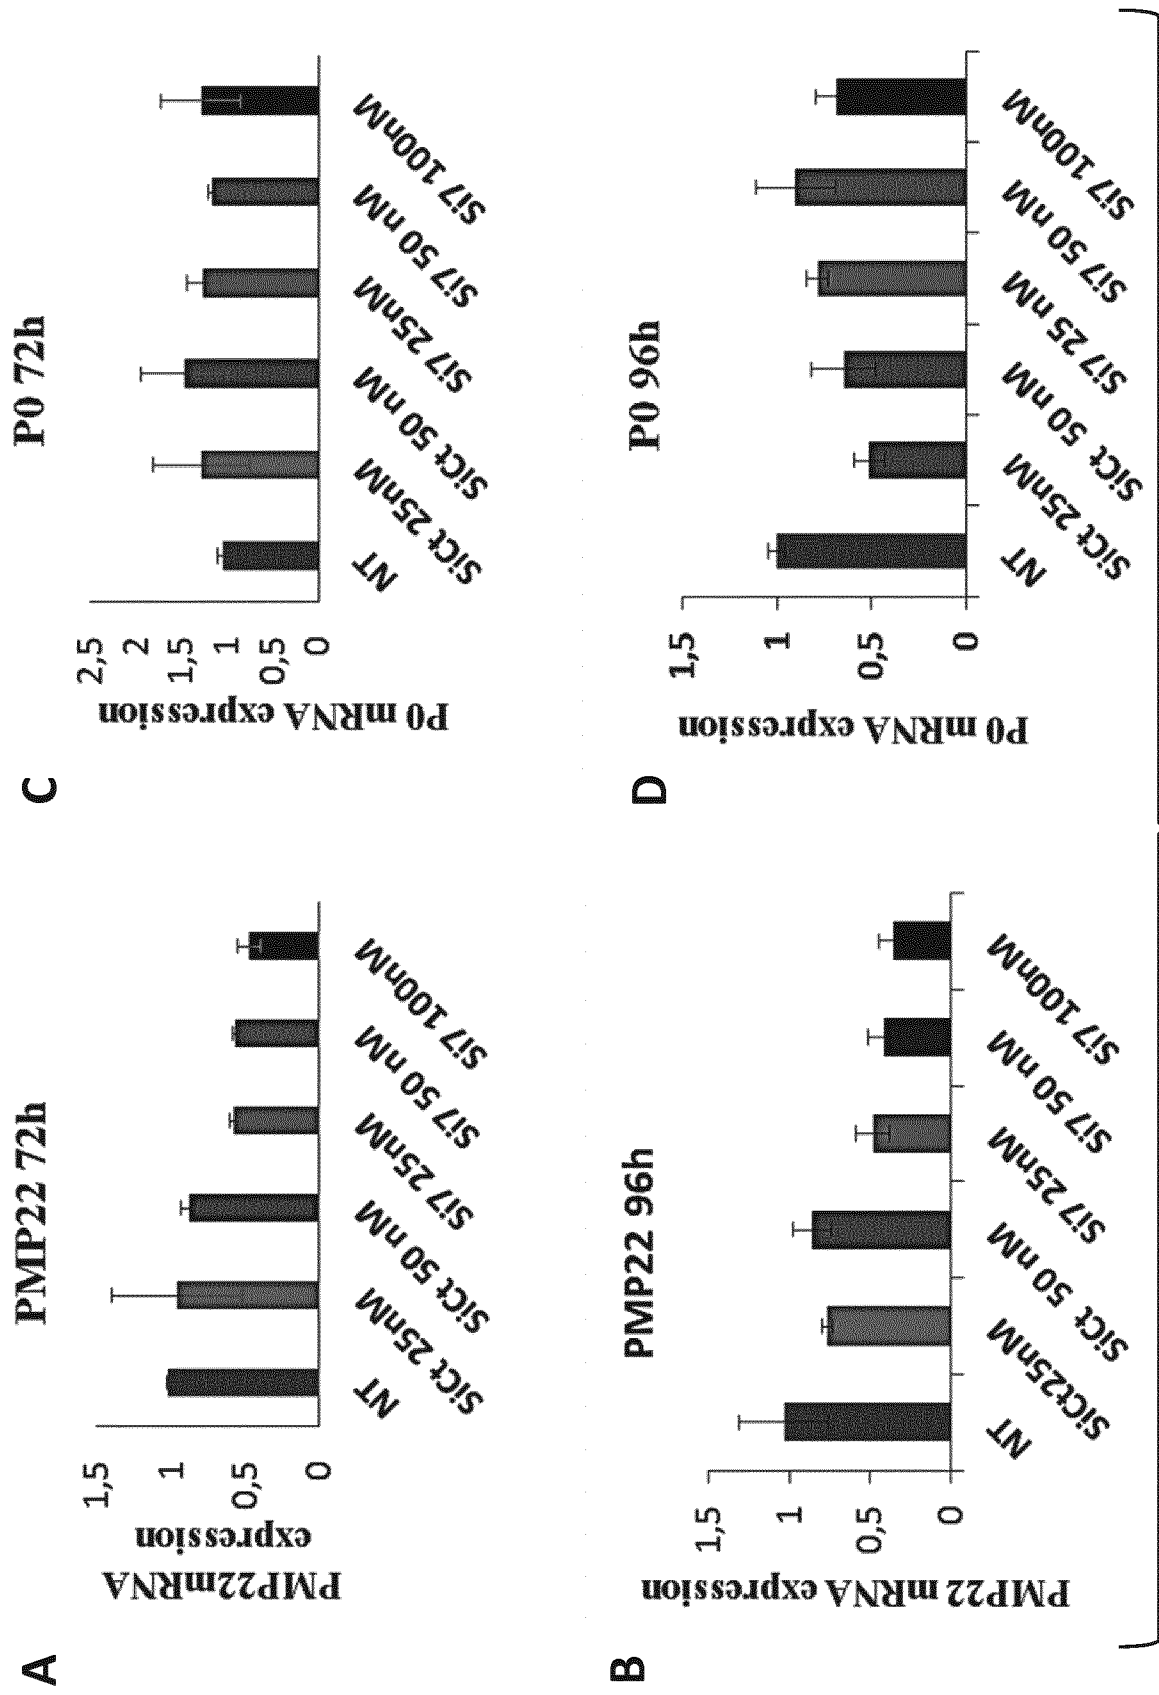 A
PMP22 72h
PMP22mRNA
expression
1,5
1
0,5
0
NT
SiCt 25nM
SiCt 50 nM
Si7 25nM
Si7 50 nM
Si7 100nM
B
PMP22 96h
PMP22 mRNA expression
1,5
1
0,5
0
NT
SiCt25nM
SiCt 50 nM
Si7 25nM
Si7 50 nM
Si7 100nM
C
P0 72h
P0 mRNA expression
2,5
2
1,5
1
0,5
0
NT
SiCt 25nM
SiCt 50 nM
Si7 25nM
Si7 50 nM
Si7 100nM
D
P0 96h
P0 mRNA expression
1,5
1
0,5
0
NT
SiCt 25nM
SiCt 50 nM
Si7 25 nM
Si7 50 nM
Si7 100nM